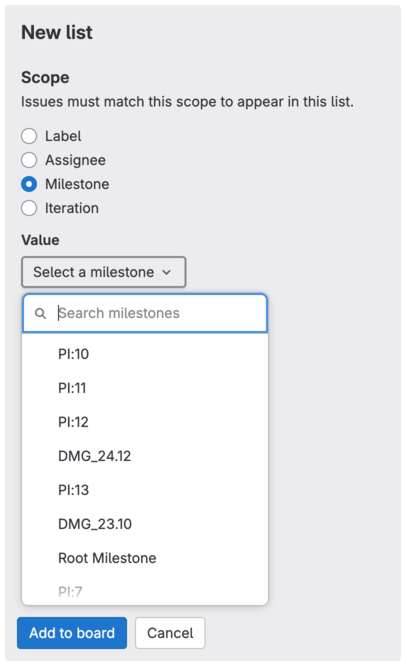 New list
Scope
Issues must match this scope to appear in this list.
Label
Assignee
Milestone
Iteration
Value
Select a milestone
Search milestones
PI:10
PI:11
PI:12
DMG_24.12
PI:13
DMG_23.10
Root Milestone
PI:7
Add to board Cancel